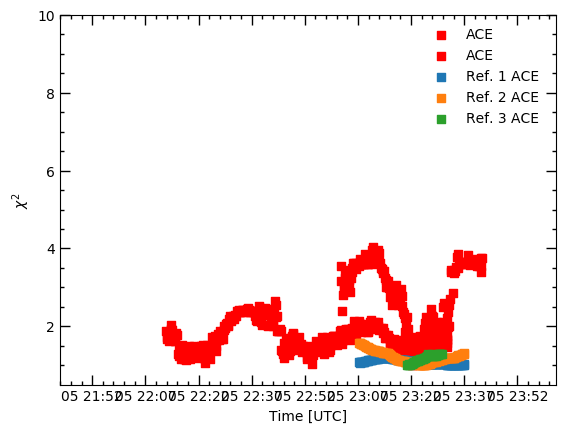 10
8
6
4
2
χ²
ACE
ACE
Ref. 1 ACE
Ref. 2 ACE
Ref. 3 ACE
05 21:52 05 22:07 05 22:22 05 22:37 05 22:52 05 23:07 05 23:22 05 23:37 05 23:52
Time [UTC]